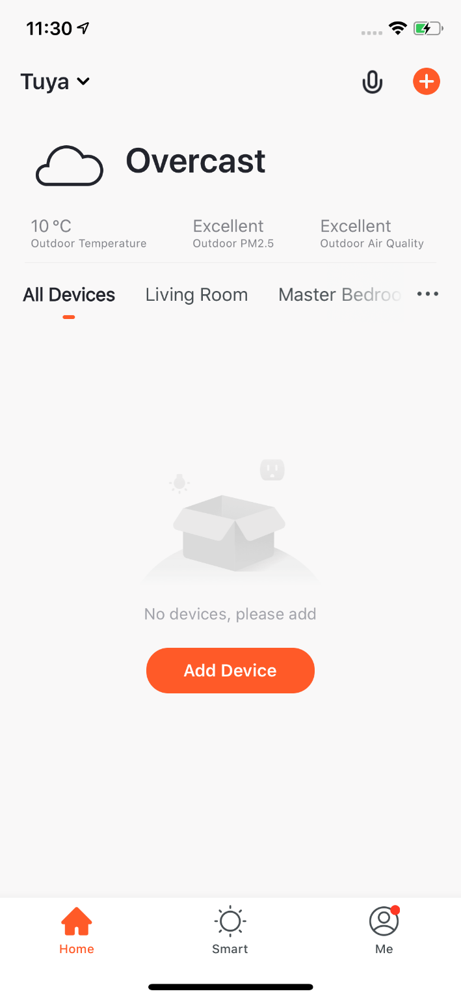 11:30
Tuya
Overcast
10 °C
Outdoor Temperature
Excellent
Outdoor PM2.5
Excellent
Outdoor Air Quality
All Devices
Living Room
Master Bedroo
No devices, please add
Add Device
Home
Smart
Me